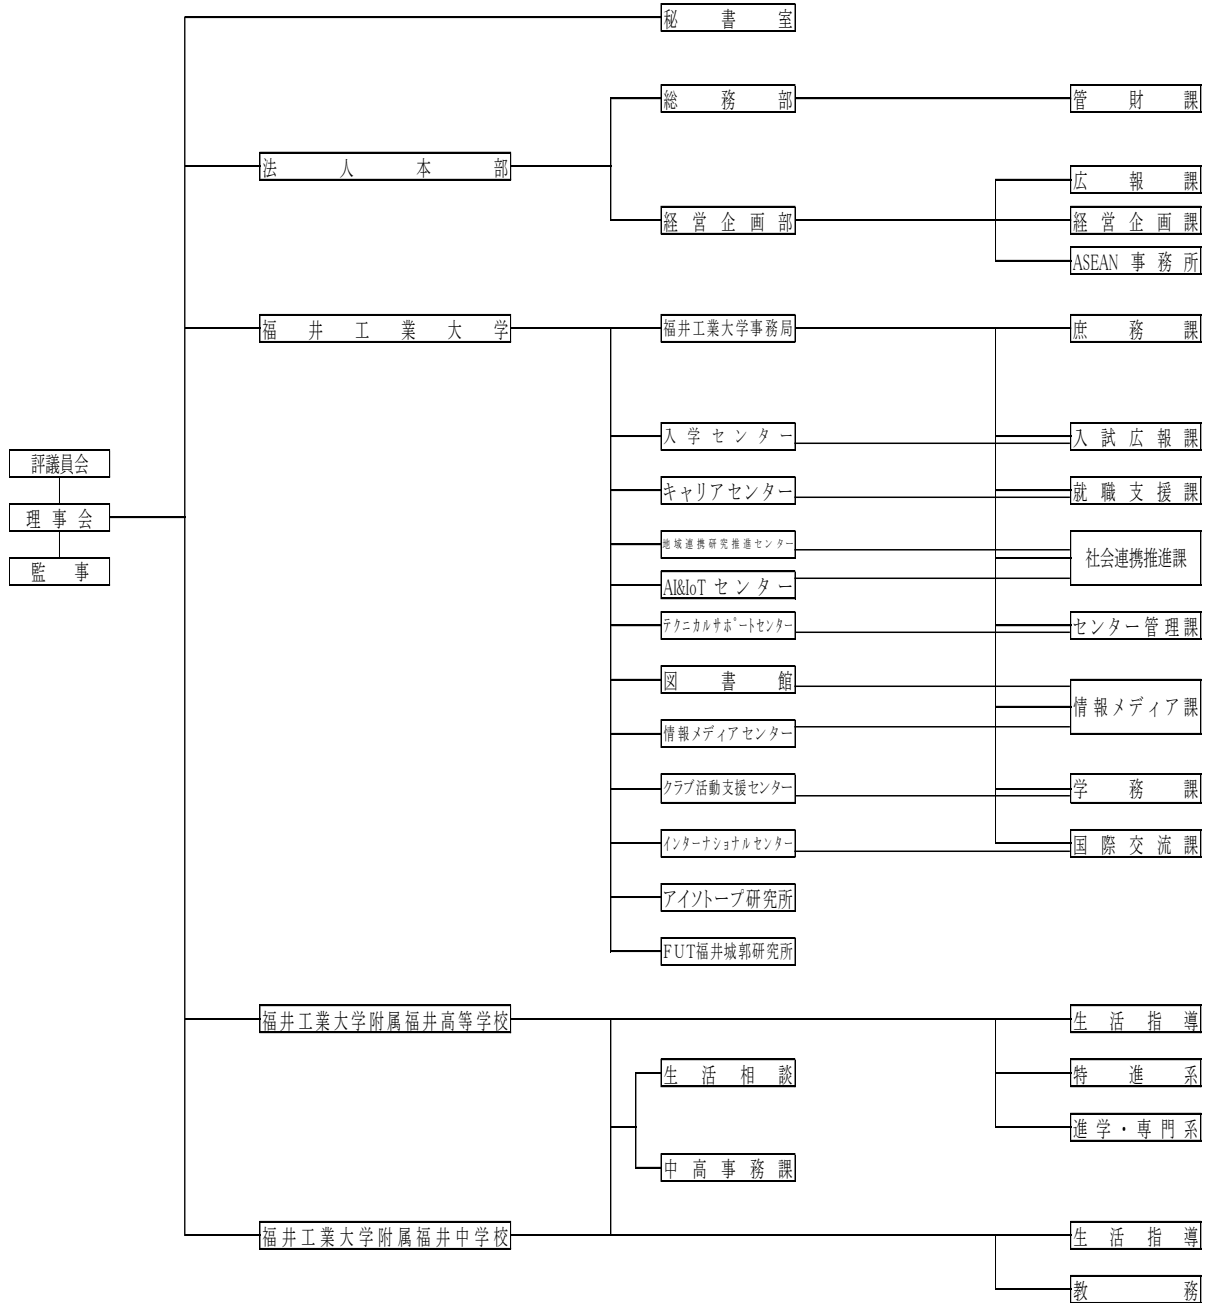 秘書室
総務部
管財課
法人本部
広報課
経営企画部
経営企画課
ASEAN 事務所
福井工業大学
福井工業大学事務局
庶務課
入学センター
入試広報課
評議員会
キャリアセンター
就職支援課
理事会
地域連携研究推進センター
社会連携推進課
監事
AI&IoT センター
テクニカルサポートセンター
センター管理課
図書館
情報メディア課
情報メディアセンター
クラブ活動支援センター
学務課
インターナショナルセンター
国際交流課
アイソトープ研究所
FUT福井城郭研究所
福井工業大学附属福井高等学校
生活指導
生活相談
特進系
進学・専門系
中高事務課
福井工業大学附属福井中学校
生活指導
教務